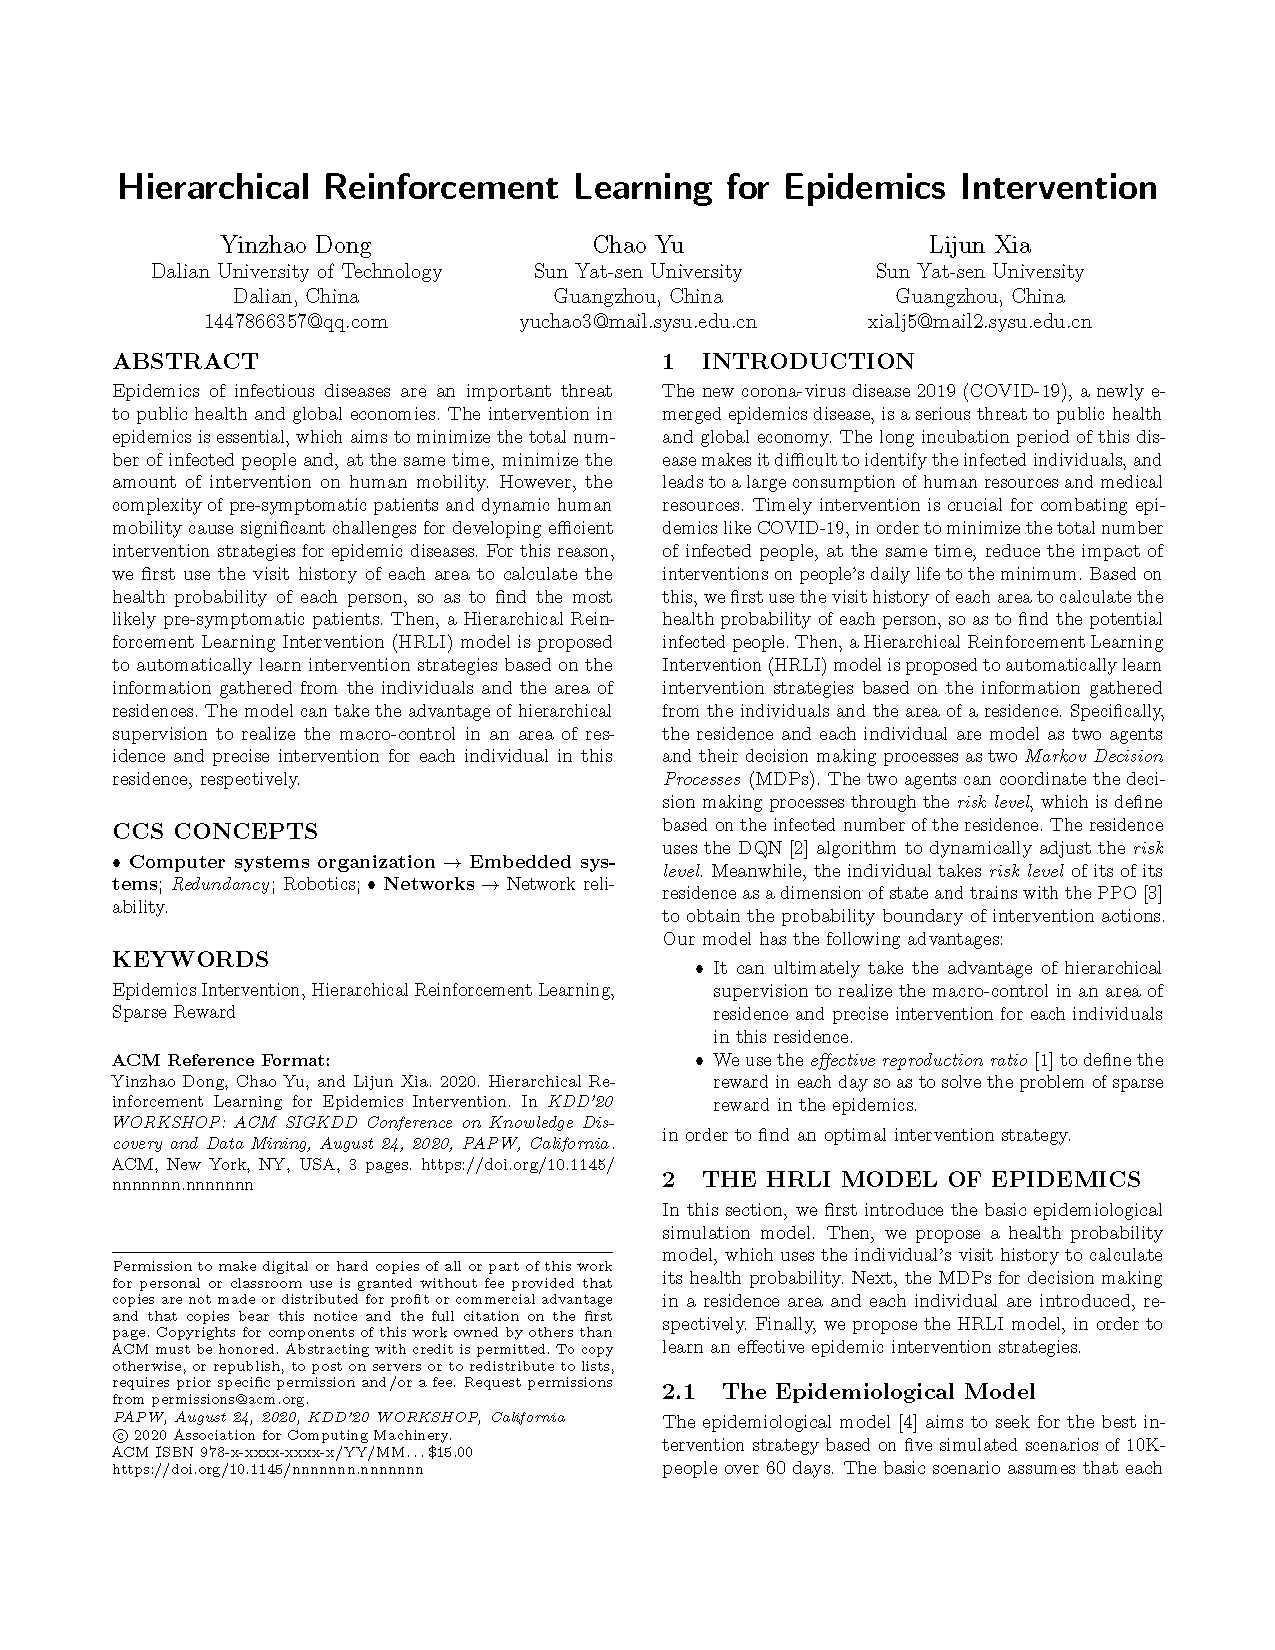 Hierarchical Reinforcement Learning for Epidemics Intervention
Yinzhao Dong
Dalian University of Technology
Dalian, China
1447866357@qq.com
Chao Yu
Sun Yat-sen University
Guangzhou, China
yuchao3@mail.sysu.edu.cn
Lijun Xia
Sun Yat-sen University
Guangzhou, China
xialj5@mail2.sysu.edu.cn
ABSTRACT
Epidemics of infectious diseases are an important threat
to public health and global economies. The intervention in
epidemics is essential, which aims to minimize the total num-
ber of infected people and, at the same time, minimize the
amount of intervention on human mobility. However, the
complexity of pre-symptomatic patients and dynamic human
mobility cause significant challenges for developing efficient
intervention strategies for epidemic diseases. For this reason,
we first use the visit history of each area to calculate the
health probability of each person, so as to find the most
likely pre-symptomatic patients. Then, a Hierarchical Rein-
forcement Learning Intervention (HRLI) model is proposed
to automatically learn intervention strategies based on the
information gathered from the individuals and the area of
residences. The model can take the advantage of hierarchical
supervision to realize the macro-control in an area of res-
idence and precise intervention for each individual in this
residence, respectively.
CCS CONCEPTS
• Computer systems organization → Embedded sys-
tems; Redundancy; Robotics; • Networks → Network reli-
ability.
KEYWORDS
Epidemics Intervention, Hierarchical Reinforcement Learning,
Sparse Reward
ACM Reference Format:
Yinzhao Dong, Chao Yu, and Lijun Xia. 2020. Hierarchical Re-
inforcement Learning for Epidemics Intervention. In KDD'20
WORKSHOP: ACM SIGKDD Conference on Knowledge Dis-
covery and Data Mining, August 24, 2020, PAPW, California.
ACM, New York, NY, USA, 3 pages. https://doi.org/10.1145/
nnnnnnn.nnnnnnn
Permission to make digital or hard copies of all or part of this work
for personal or classroom use is granted without fee provided that
copies are not made or distributed for profit or commercial advantage
and that copies bear this notice and the full citation on the first
page. Copyrights for components of this work owned by others than
ACM must be honored. Abstracting with credit is permitted. To copy
otherwise, or republish, to post on servers or to redistribute to lists,
requires prior specific permission and/or a fee. Request permissions
from permissions@acm.org.
PAPW, August 24, 2020, KDD'20 WORKSHOP, California
© 2020 Association for Computing Machinery.
ACM ISBN 978-x-xxxx-xxxx-x/YY/MM...$15.00
https://doi.org/10.1145/nnnnnnn.nnnnnnn
1 INTRODUCTION
The new corona-virus disease 2019 (COVID-19), a newly e-
merged epidemics disease, is a serious threat to public health
and global economy. The long incubation period of this dis-
ease makes it difficult to identify the infected individuals, and
leads to a large consumption of human resources and medical
resources. Timely intervention is crucial for combating epi-
demics like COVID-19, in order to minimize the total number
of infected people, at the same time, reduce the impact of
interventions on people's daily life to the minimum. Based on
this, we first use the visit history of each area to calculate the
health probability of each person, so as to find the potential
infected people. Then, a Hierarchical Reinforcement Learning
Intervention (HRLI) model is proposed to automatically learn
intervention strategies based on the information gathered
from the individuals and the area of a residence. Specifically,
the residence and each individual are model as two agents
and their decision making processes as two Markov Decision
Processes (MDPs). The two agents can coordinate the deci-
sion making processes through the risk level, which is define
based on the infected number of the residence. The residence
uses the DQN [2] algorithm to dynamically adjust the risk
level. Meanwhile, the individual takes risk level of its of its
residence as a dimension of state and trains with the PPO [3]
to obtain the probability boundary of intervention actions.
Our model has the following advantages:
• It can ultimately take the advantage of hierarchical
supervision to realize the macro-control in an area of
residence and precise intervention for each individuals
in this residence.
• We use the effective reproduction ratio [1] to define the
reward in each day so as to solve the problem of sparse
reward in the epidemics.
in order to find an optimal intervention strategy.
2 THE HRLI MODEL OF EPIDEMICS
In this section, we first introduce the basic epidemiological
simulation model. Then, we propose a health probability
model, which uses the individual's visit history to calculate
its health probability. Next, the MDPs for decision making
in a residence area and each individual are introduced, re-
spectively. Finally, we propose the HRLI model, in order to
learn an effective epidemic intervention strategies.
2.1 The Epidemiological Model
The epidemiological model [4] aims to seek for the best in-
tervention strategy based on five simulated scenarios of 10K-
people over 60 days. The basic scenario assumes that each